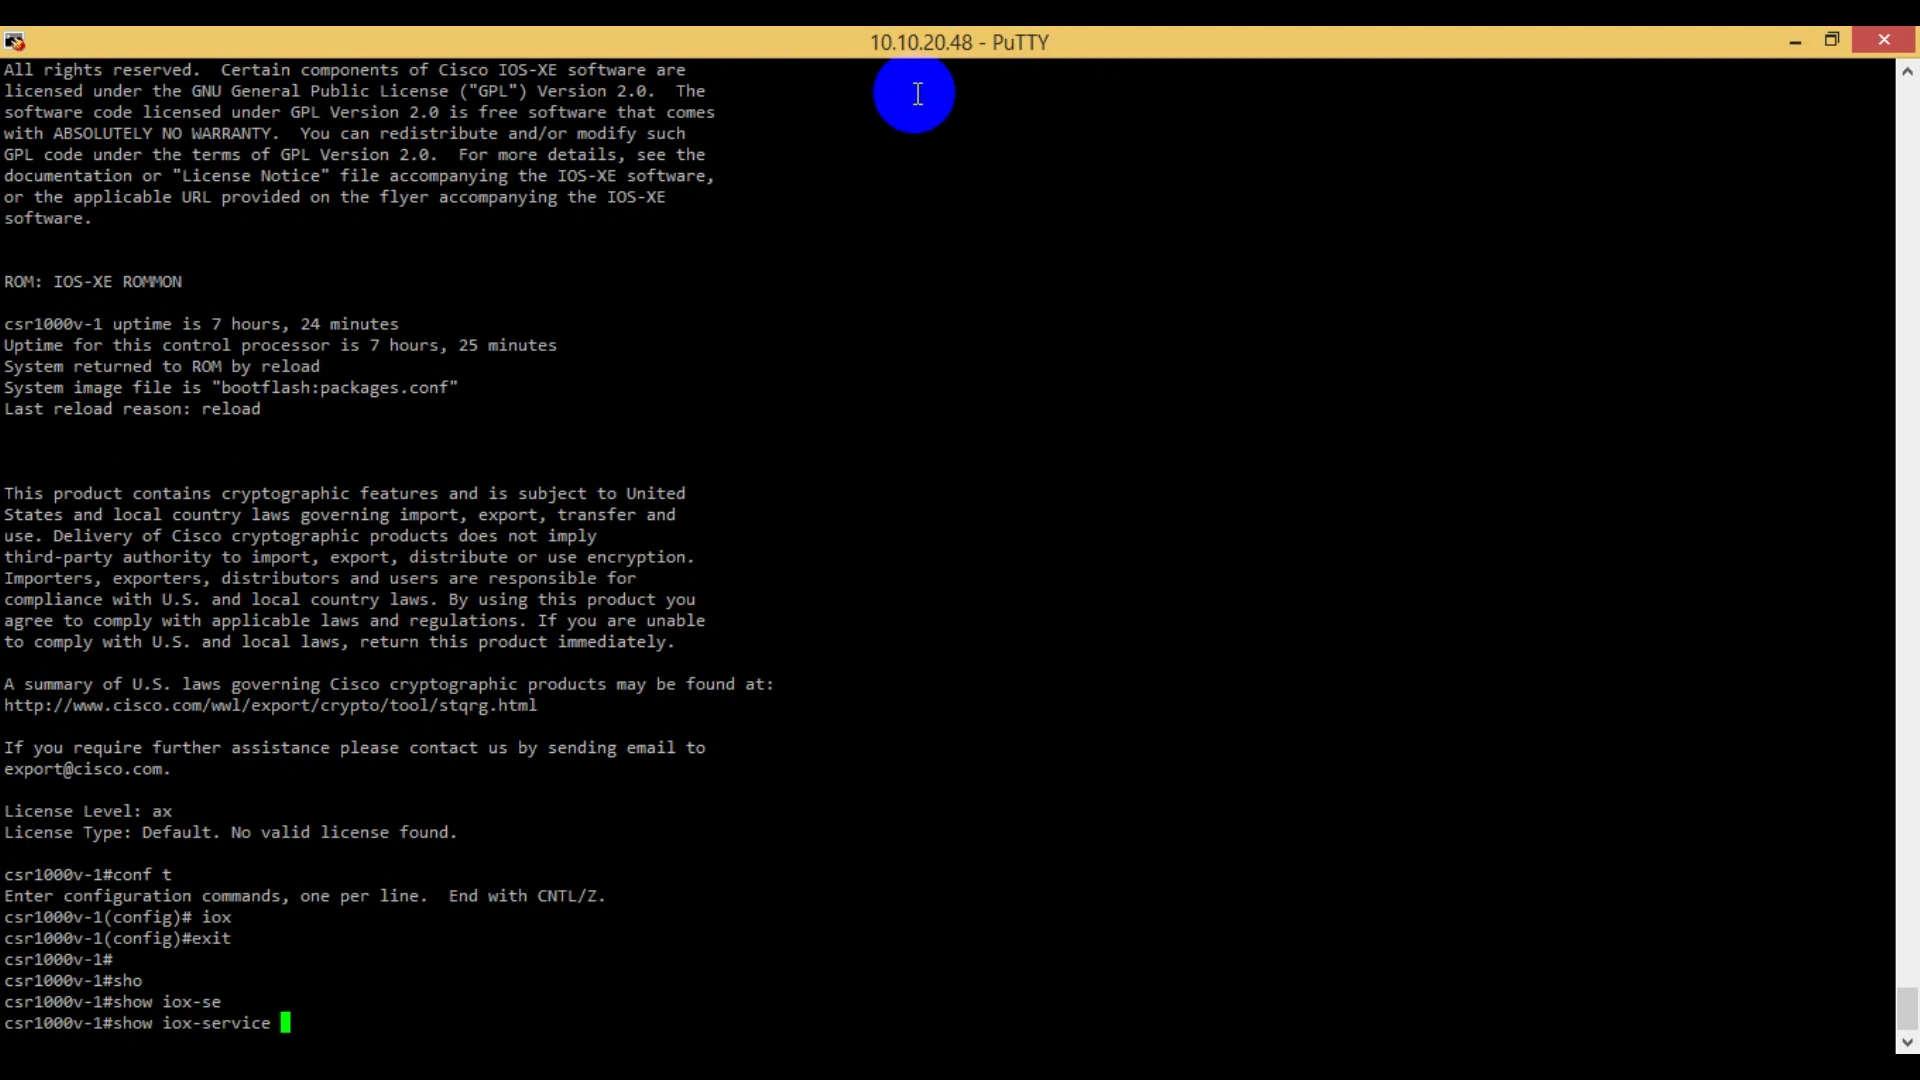 10.10.20.48 - PuTTY
All rights reserved.  Certain components of Cisco IOS-XE software are
licensed under the GNU General Public License ("GPL") Version 2.0.  The
software code licensed under GPL Version 2.0 is free software that comes
with ABSOLUTELY NO WARRANTY.  You can redistribute and/or modify such
GPL code under the terms of GPL Version 2.0.  For more details, see the
documentation or "License Notice" file accompanying the IOS-XE software,
or the applicable URL provided on the flyer accompanying the IOS-XE
software.
ROM: IOS-XE ROMMON
csr1000v-1 uptime is 7 hours, 24 minutes
Uptime for this control processor is 7 hours, 25 minutes
System returned to ROM by reload
System image file is "bootflash:packages.conf"
Last reload reason: reload
This product contains cryptographic features and is subject to United
States and local country laws governing import, export, transfer and
use. Delivery of Cisco cryptographic products does not imply
third-party authority to import, export, distribute or use encryption.
Importers, exporters, distributors and users are responsible for
compliance with U.S. and local country laws. By using this product you
agree to comply with applicable laws and regulations. If you are unable
to comply with U.S. and local laws, return this product immediately.
A summary of U.S. laws governing Cisco cryptographic products may be found at:
http://www.cisco.com/wwl/export/crypto/tool/stqrg.html
If you require further assistance please contact us by sending email to
export@cisco.com.
License Level: ax
License Type: Default. No valid license found.
csr1000v-1#conf t
Enter configuration commands, one per line.  End with CNTL/Z.
csr1000v-1(config)# iox
csr1000v-1(config)#exit
csr1000v-1#
csr1000v-1#sho
csr1000v-1#show iox-se
csr1000v-1#show iox-service